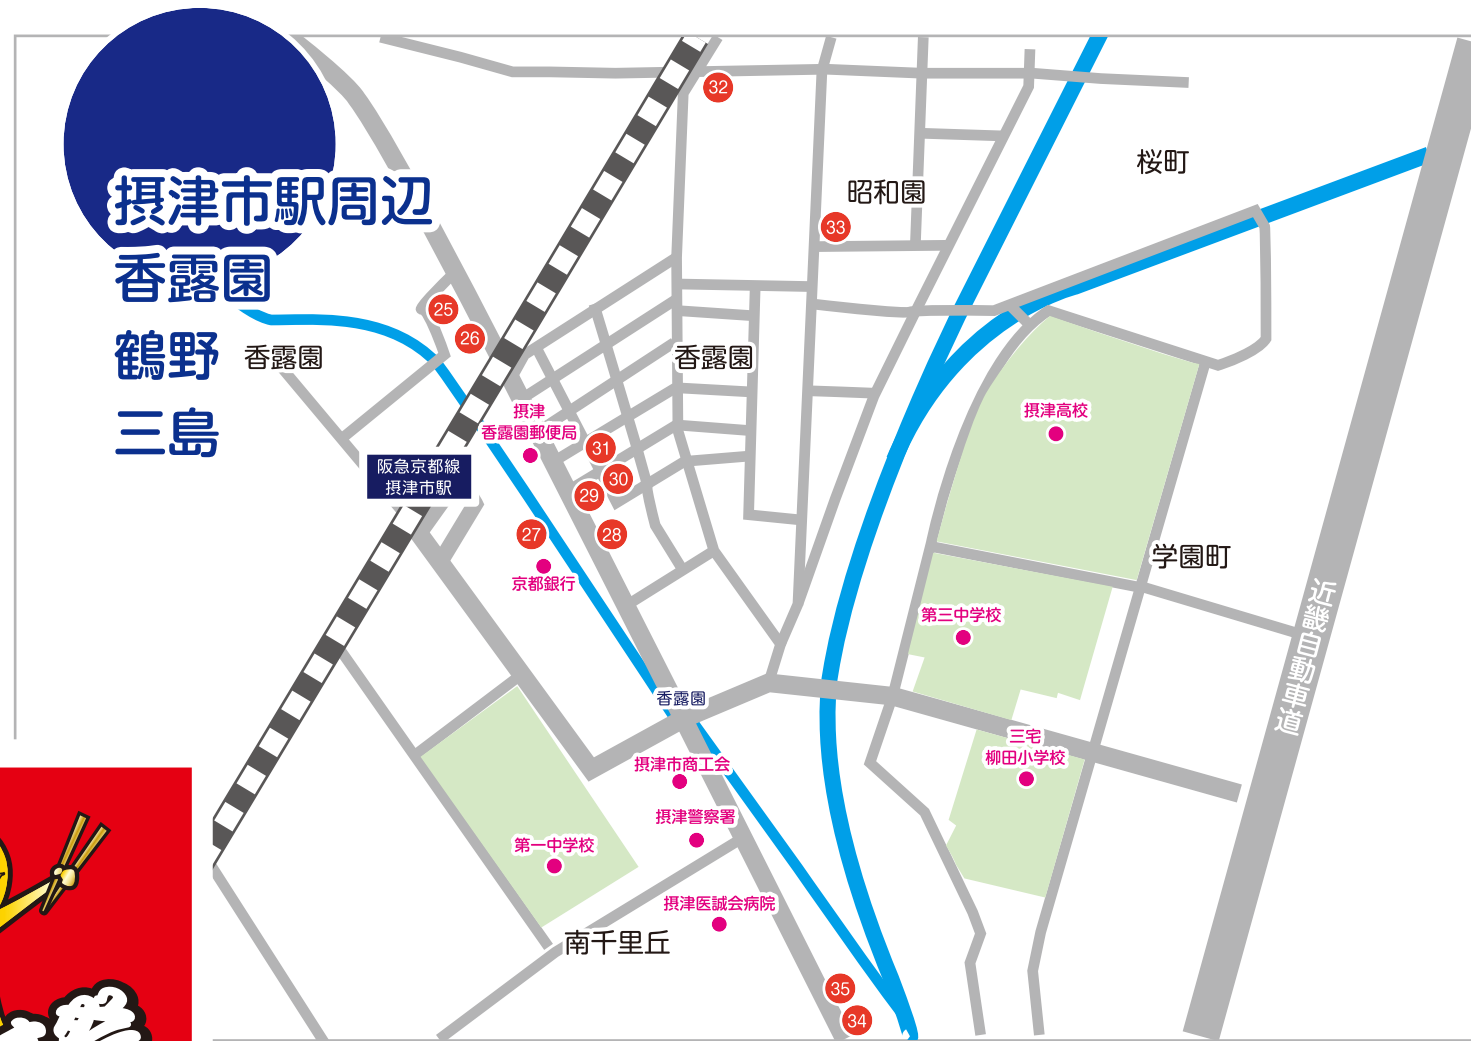 摂津市駅周辺
香露園
鶴野
三島
32
桜町
昭和園
33
25
26
香露園
香露園
摂津
香露園郵便局
摂津高校
31
阪急京都線
摂津市駅
30
29
27
28
学園町
京都銀行
近畿自動車道
第三中学校
香露園
三宅
柳田小学校
摂津市商工会
摂津警察署
第一中学校
摂津医誠会病院
南千里丘
35
34